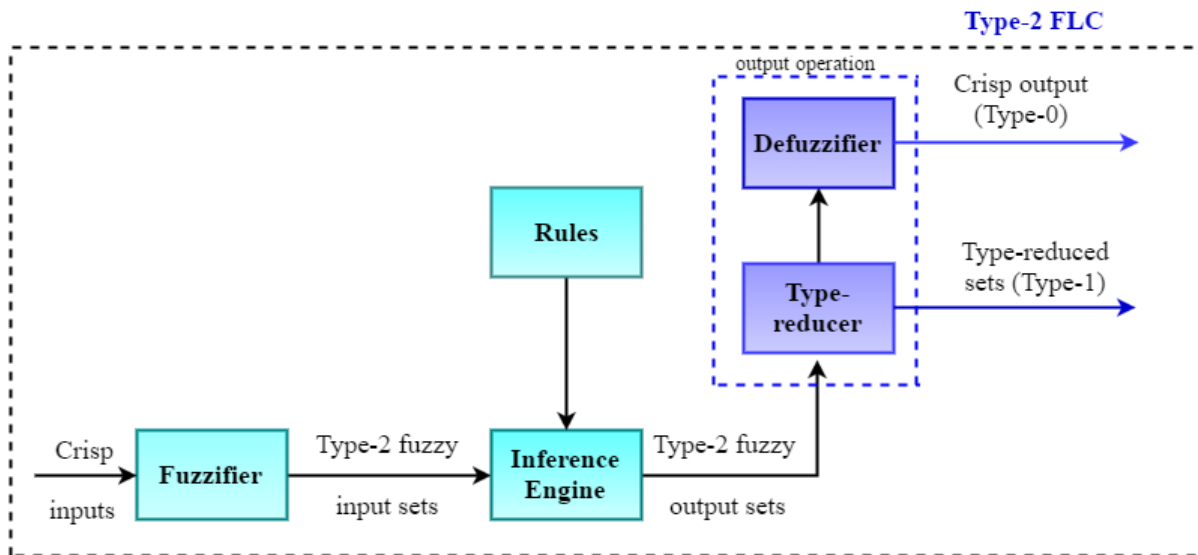 Type-2 FLC
output operation
Crisp output
(Type-0)
Defuzzifier
Rules
Type-reduced
sets (Type-1)
Type-
reducer
Crisp
inputs
Fuzzifier
Type-2 fuzzy
input sets
Inference
Engine
Type-2 fuzzy
output sets